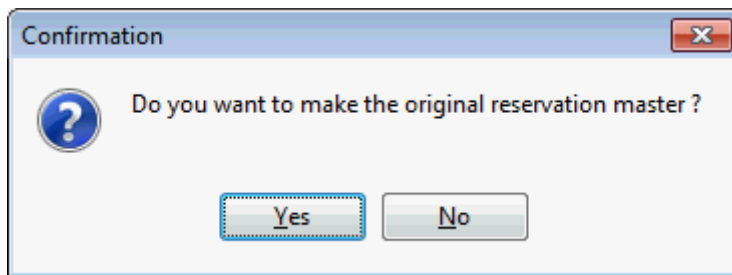 Confirmation
Do you want to make the original reservation master ?
Yes
No